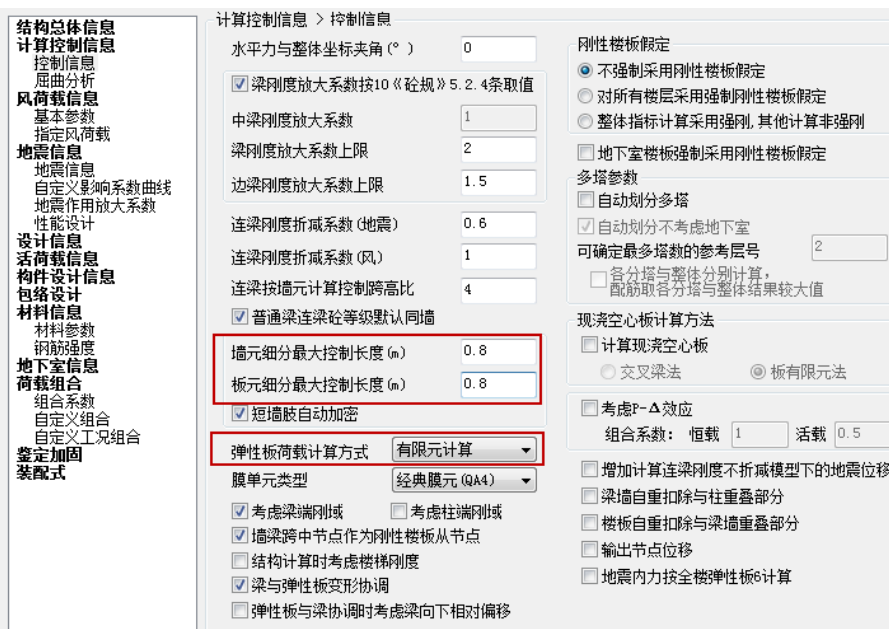 结构总体信息
计算控制信息
控制信息
屈曲分析
风荷载信息
基本参数
指定风荷载
地震信息
地震信息
自定义影响系数曲线
地震作用放大系数
性能设计
设计信息
活荷载信息
构件设计信息
包络设计
材料信息
材料参数
钢筋强度
地下室信息
荷载组合
组合系数
自定义组合
自定义工况组合
鉴定加固
装配式
计算控制信息 > 控制信息
水平力与整体坐标夹角(°) 0
梁刚度放大系数按10《砼规》5.2.4条取值
中梁刚度放大系数 1
梁刚度放大系数上限 2
边梁刚度放大系数上限 1.5
连梁刚度折减系数(地震) 0.6
连梁刚度折减系数(风) 1
连梁按墙元计算控制跨高比 4
普通梁连梁砼等级默认同墙
墙元细分最大控制长度(m) 0.8
板元细分最大控制长度(m) 0.8
短墙肢自动加密
弹性板荷载计算方式 有限元计算
膜单元类型 经典膜元(QA4)
考虑梁端刚域 考虑柱端刚域
墙梁跨中节点作为刚性楼板从节点
结构计算时考虑楼梯刚度
梁与弹性板变形协调
弹性板与梁协调时考虑梁向下相对偏移
刚性楼板假定
不强制采用刚性楼板假定
对所有楼层采用强制刚性楼板假定
整体指标计算采用强刚,其他计算非强刚
地下室楼板强制采用刚性楼板假定
多塔参数
自动划分多塔
自动划分不考虑地下室
可确定最多塔数的参考层号 2
各分塔与整体分别计算,
配筋取各分塔与整体结果较大值
现浇空心板计算方法
计算现浇空心板
交叉梁法 板有限元法
考虑P-Δ效应
组合系数: 恒载 1 活载 0.5
增加计算连梁刚度不折减模型下的地震位移
梁墙自重扣除与柱重叠部分
楼板自重扣除与梁墙重叠部分
输出节点位移
地震内力按全楼弹性板6计算